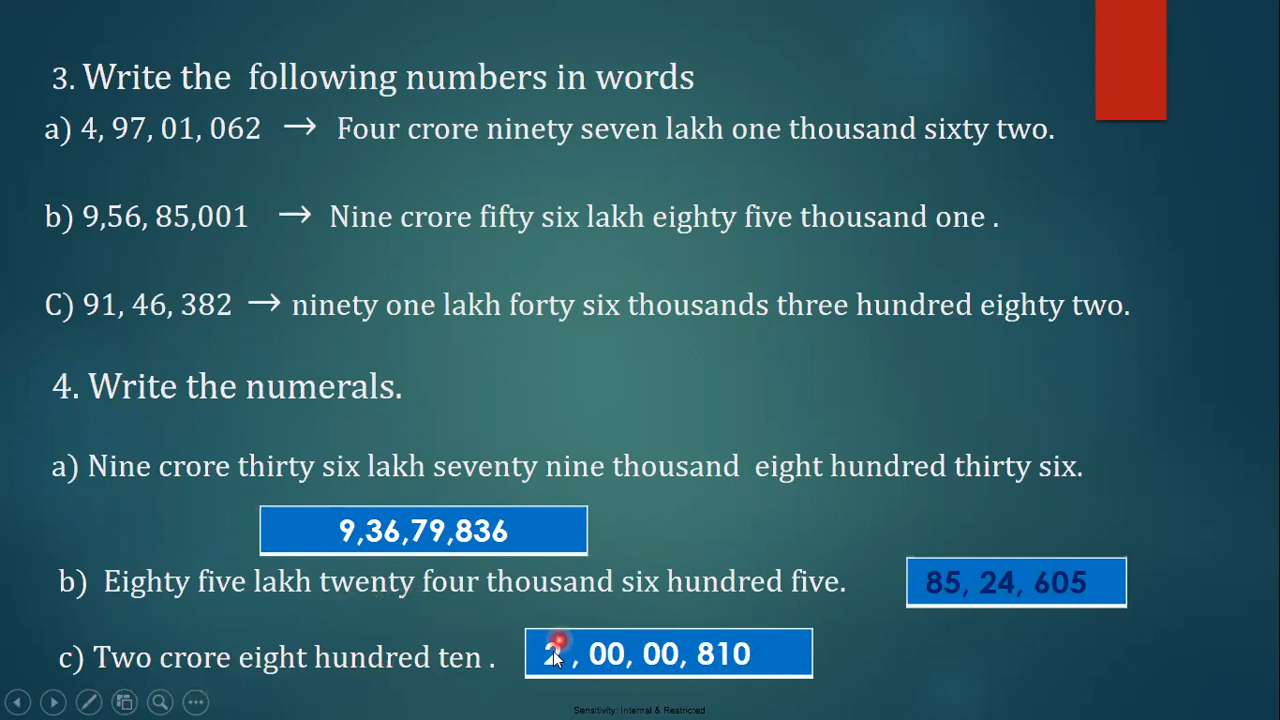 3. Write the following numbers in words
a) 4, 97, 01, 062 → Four crore ninety seven lakh one thousand sixty two.
b) 9,56, 85,001 → Nine crore fifty six lakh eighty five thousand one .
C) 91, 46, 382 → ninety one lakh forty six thousands three hundred eighty two.
4. Write the numerals.
a) Nine crore thirty six lakh seventy nine thousand eight hundred thirty six.
9,36,79,836
b) Eighty five lakh twenty four thousand six hundred five. 85, 24, 605
c) Two crore eight hundred ten . 2 , 00, 00, 810
Sensitivity: Internal & Restricted